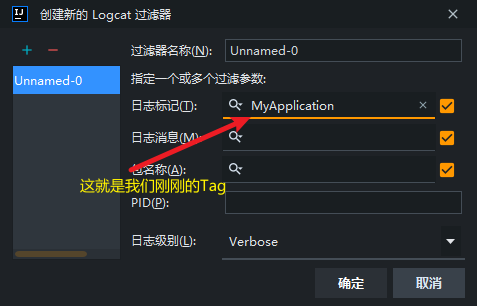 IJ 创建新的 Logcat 过滤器
过滤器名称(N): Unnamed-0
Unnamed-0
指定一个或多个过滤参数:
日志标记(T): MyApplication
日志消息(M):
包名称(A):
这就是我们刚刚的Tag
PID(P):
日志级别(L): Verbose
确定 取消